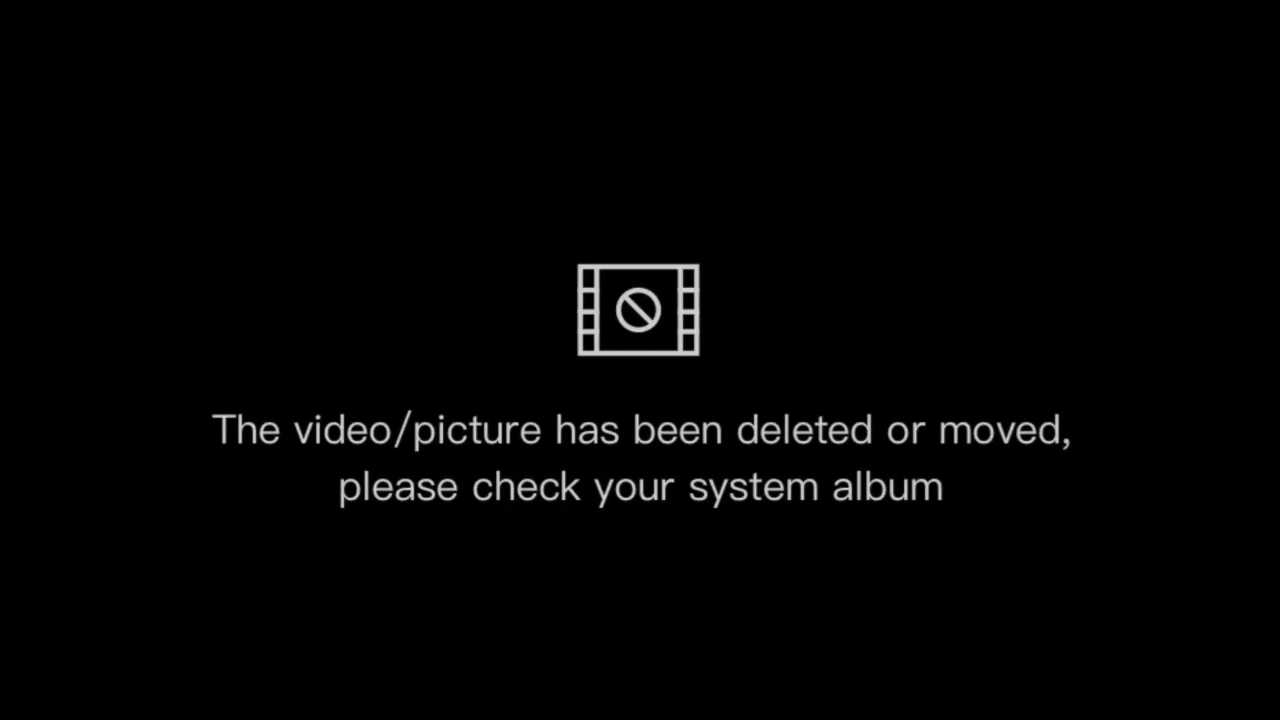 The video/picture has been deleted or moved,
please check your system album